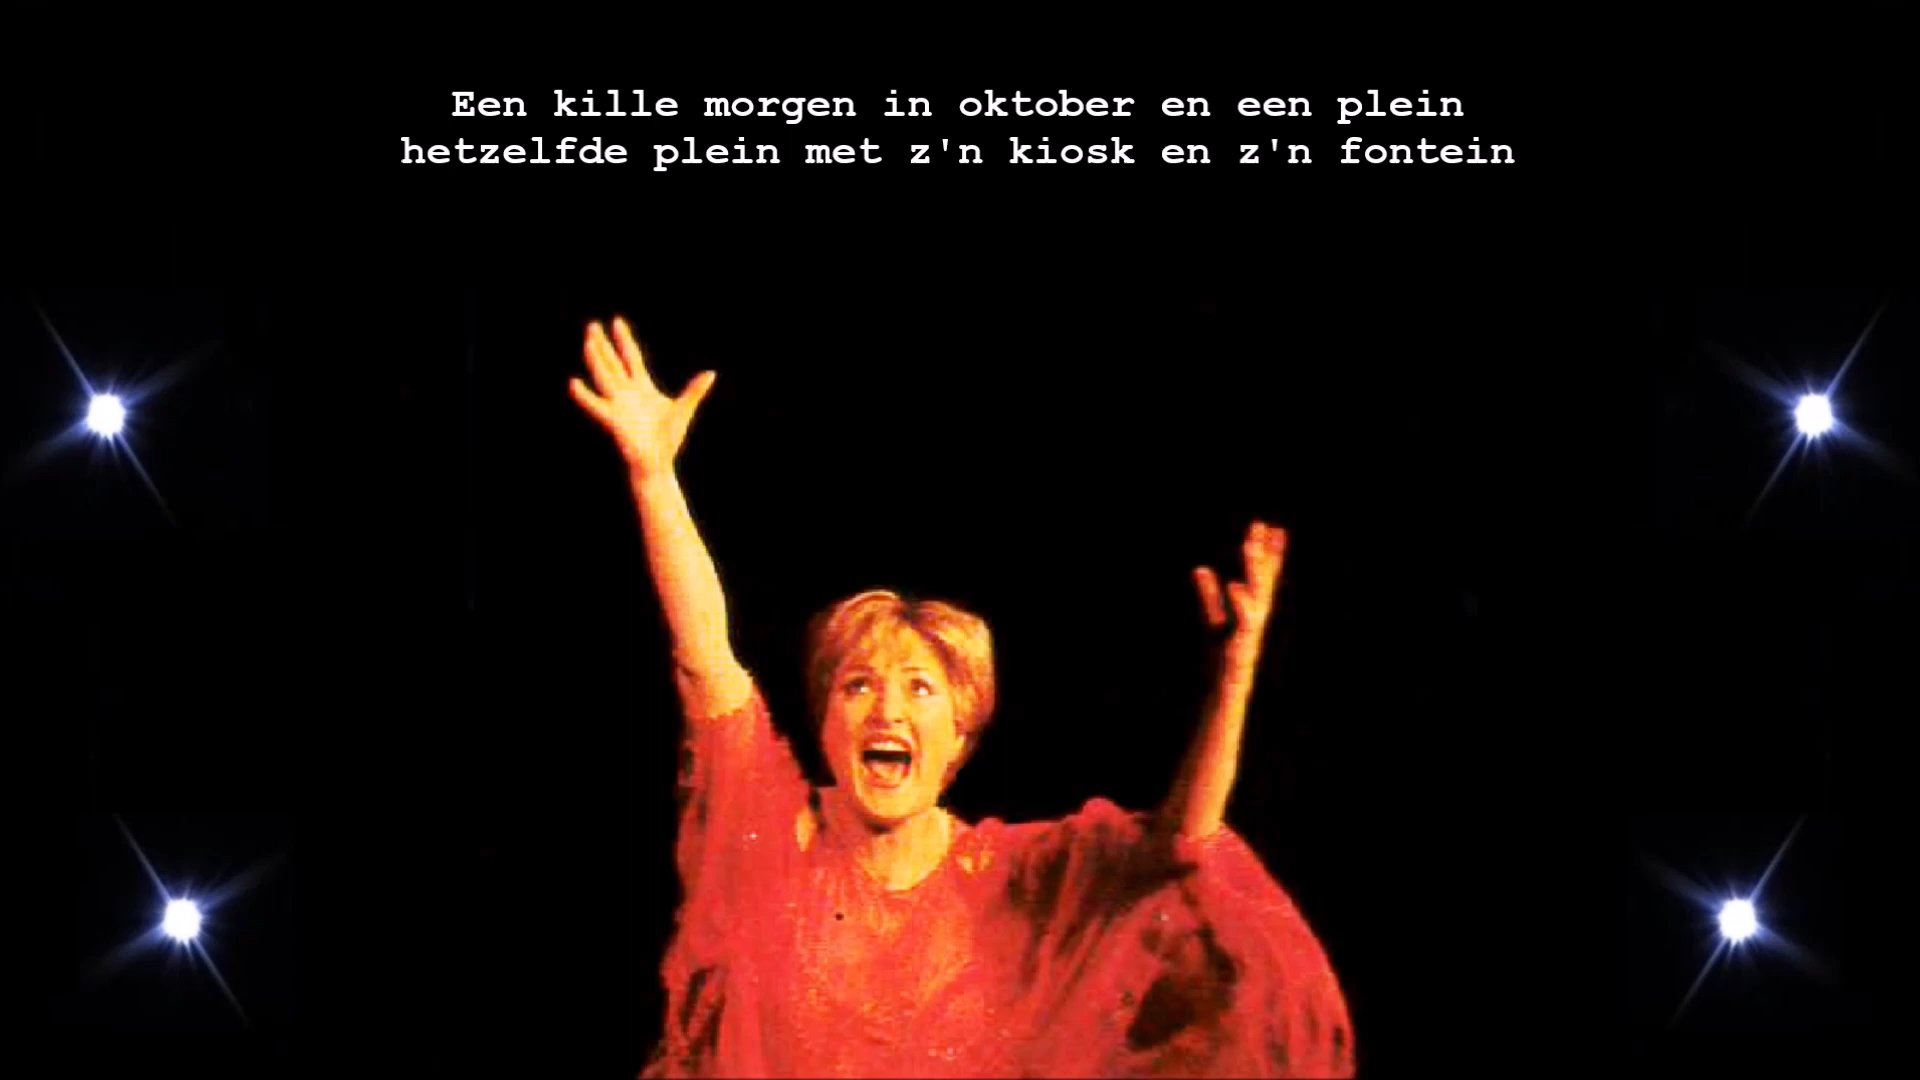 Een kille morgen in oktober en een plein
hetzelfde plein met z'n kiosk en z'n fontein